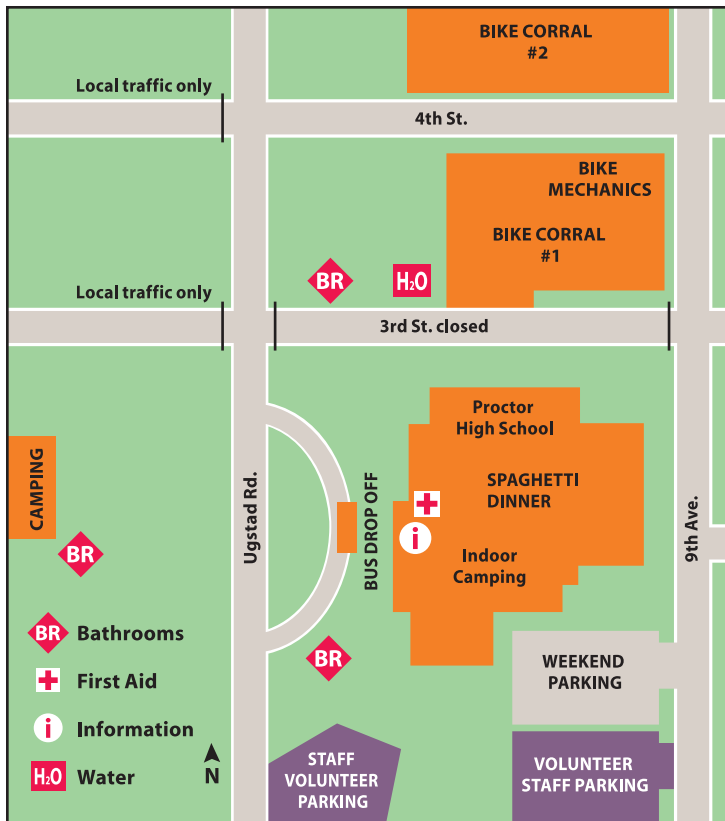 BIKE CORRAL
#2
Local traffic only
4th St.
BIKE
MECHANICS
BIKE CORRAL
#1
BR
H2O
Local traffic only
3rd St. closed
Proctor
High School
SPAGHETTI
DINNER
CAMPING
Ugstad Rd.
BUS DROP OFF
i
9th Ave.
BR
Indoor
Camping
BR Bathrooms
BR
First Aid
WEEKEND
PARKING
i Information
H2O Water
N
STAFF
VOLUNTEER
PARKING
VOLUNTEER
STAFF PARKING